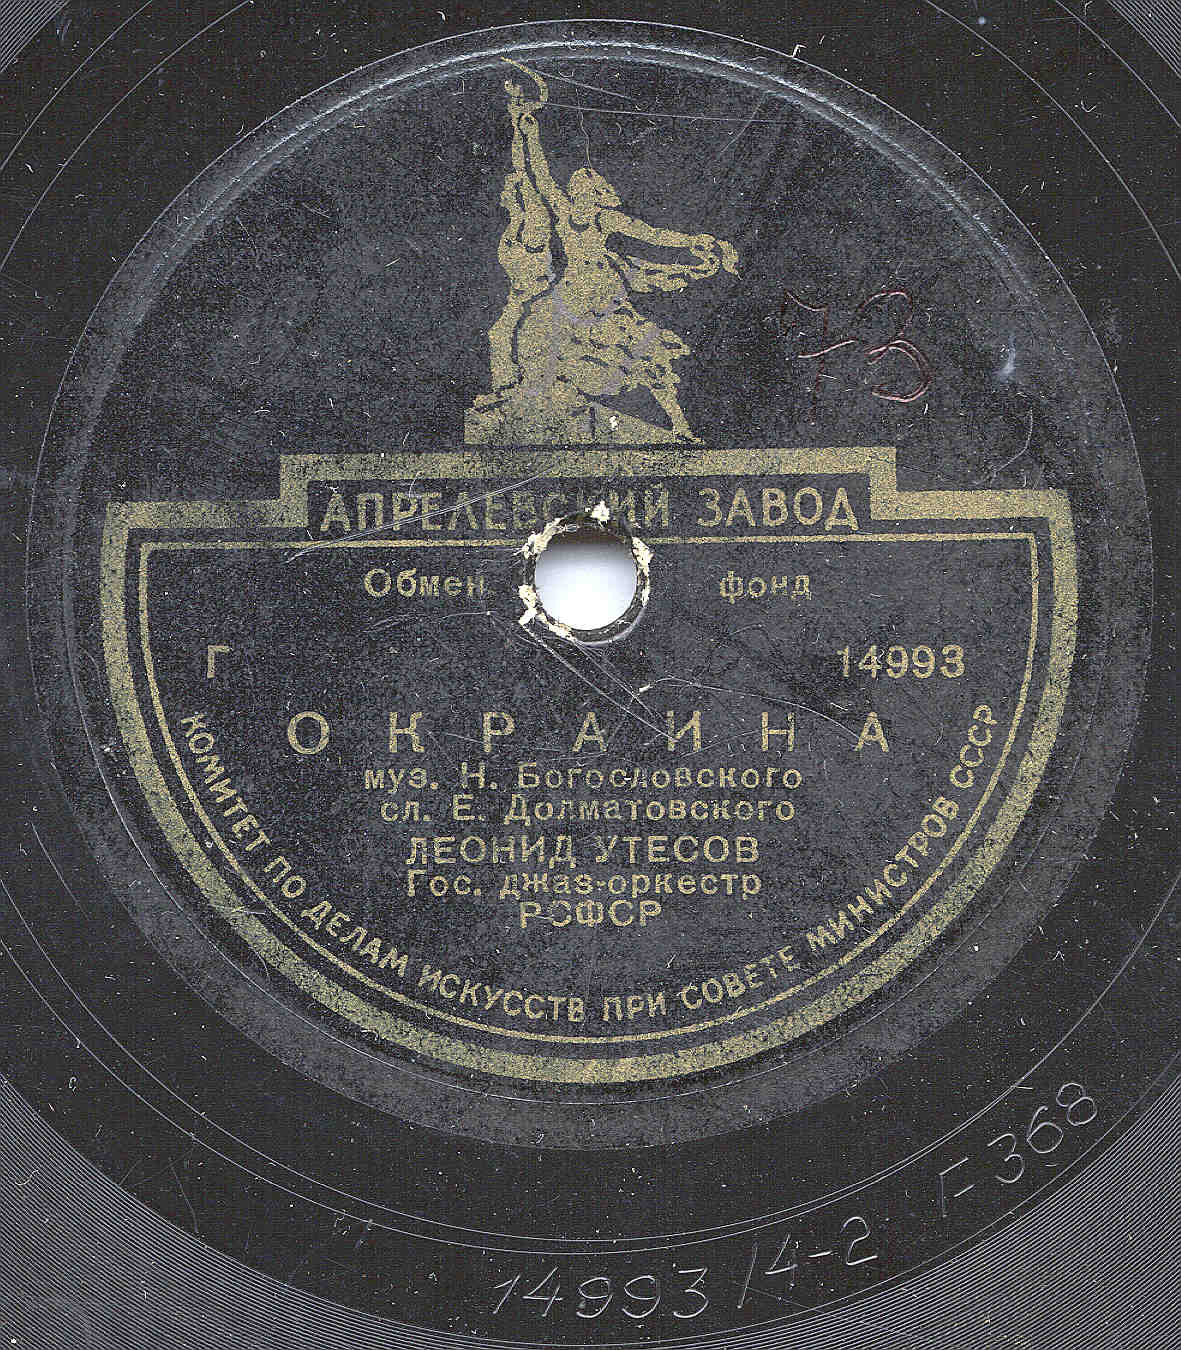 73
АПРЕЛЕВСКИЙ ЗАВОД
Обмен. фонд
Г 14993
ОКРАИНА
муз. Н. Богословского
сл. Е. Долматовского
ЛЕОНИД УТЕСОВ
Гос. джаз-оркестр
РСФСР
КОМИТЕТ ПО ДЕЛАМ ИСКУССТВ ПРИ СОВЕТЕ МИНИСТРОВ СССР
14993 / 4-2 Г-368